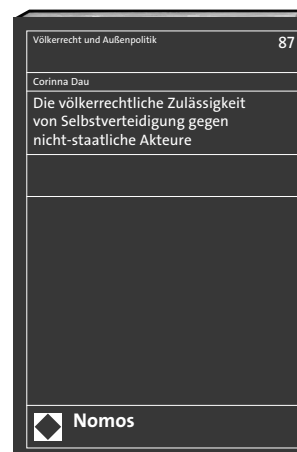 Völkerrecht und Außenpolitik 87
Corinna Dau
Die völkerrechtliche Zulässigkeit
von Selbstverteidigung gegen
nicht-staatliche Akteure
Nomos